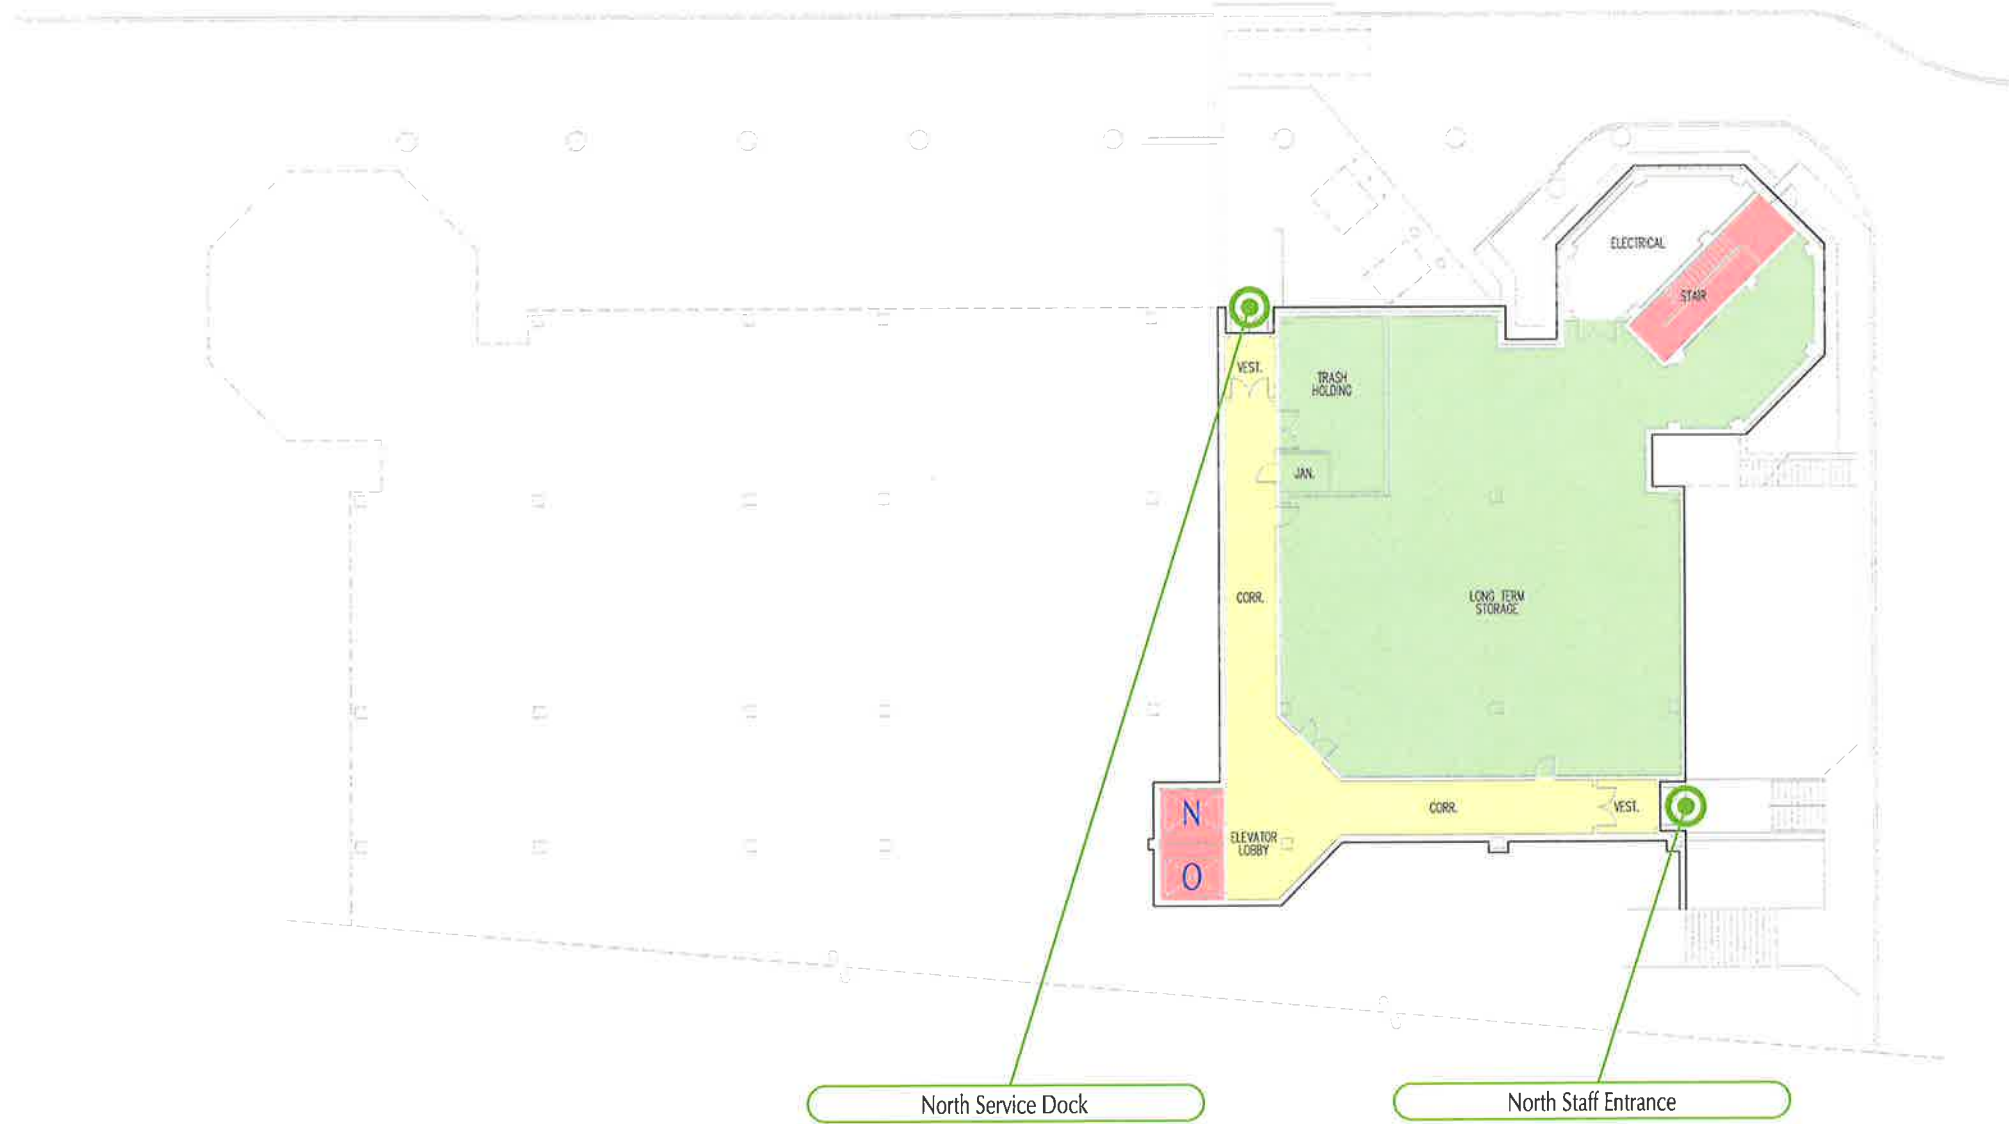 ELECTRICAL
STAIR
VEST.
TRASH
HOLDING
JAN.
CORR.
LONG TERM
STORAGE
N
CORR.
VEST.
ELEVATOR
LOBBY
O
North Service Dock
North Staff Entrance